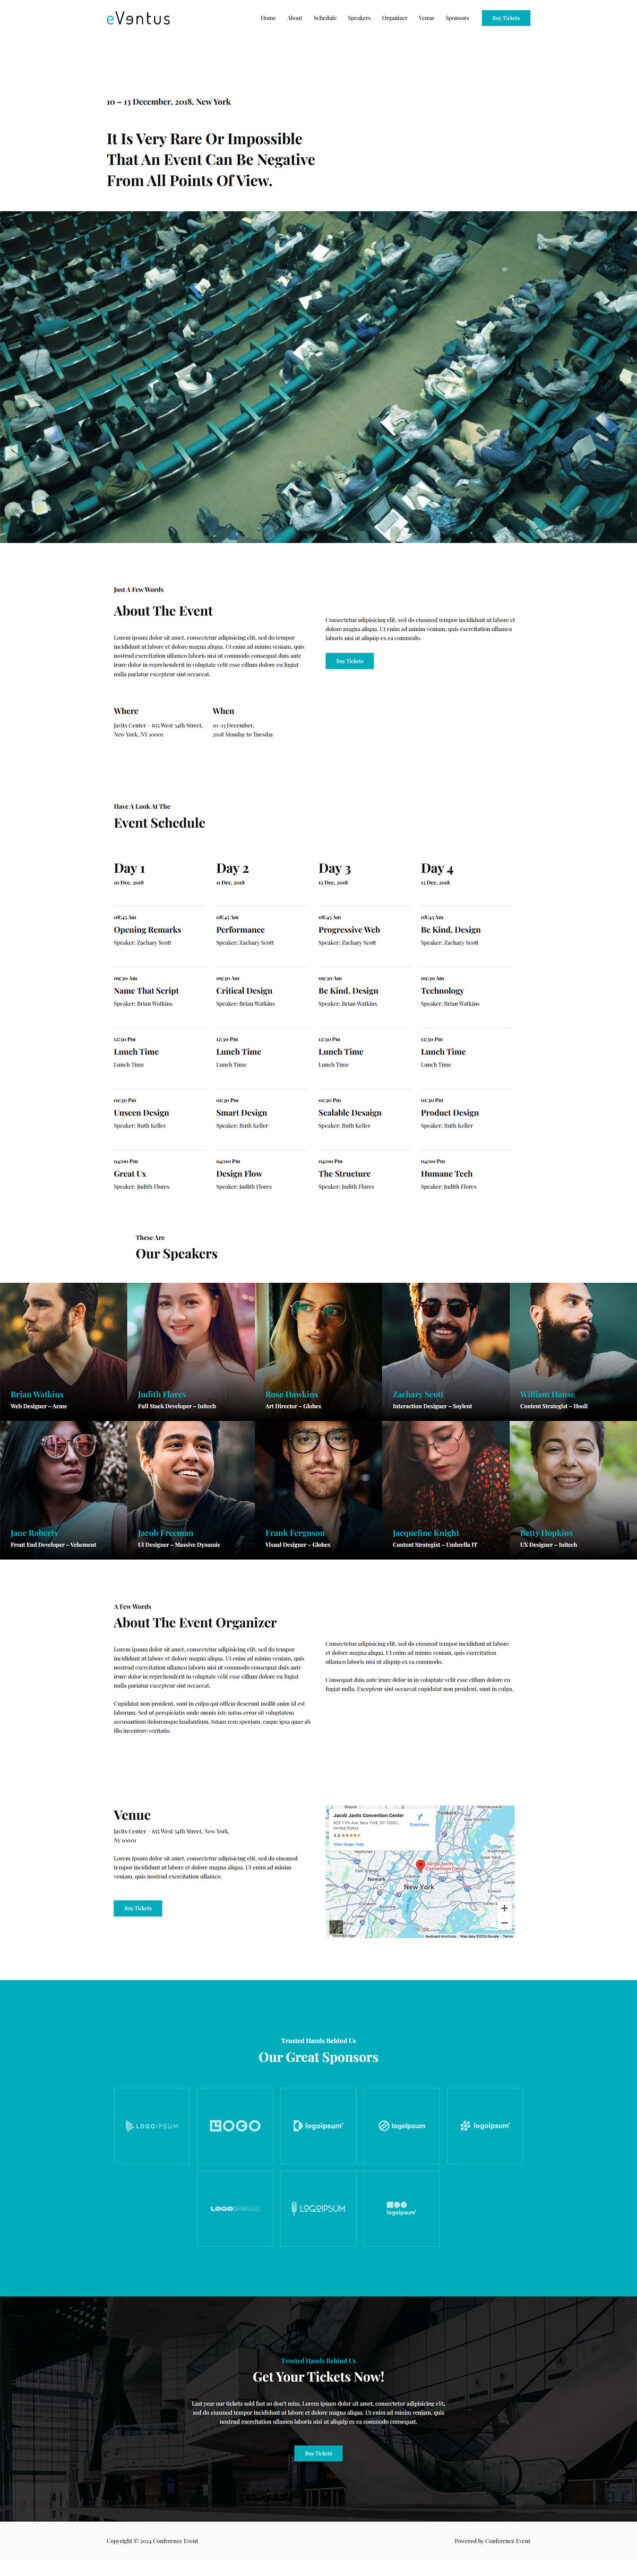 eVentus
Home About Schedule Speakers Organizer Venue Sponsors Buy Tickets
10 – 13 December, 2018, New York
It Is Very Rare Or Impossible
That An Event Can Be Negative
From All Points Of View.
Just A Few Words
About The Event
Lorem ipsum dolor sit amet, consectetur adipisicing elit, sed do tempor
incididunt ut labore et dolore magna aliqua. Ut enim ad minim veniam, quis
nostrud exercitation ullamco laboris nisi ut commodo consequat duis aute
irure dolor in reprehenderit in voluptate velit esse cillum dolore eu fugiat
nulla pariatur excepteur sint occaecat.
Consectetur adipisicing elit, sed do eiusmod tempor incididunt ut labore et
dolore magna aliqua. Ut enim ad minim veniam, quis exercitation ullamco
laboris nisi ut aliquip ex ea commodo.
Buy Tickets
Where
Javits Center – 655 West 34th Street,
New York, NY 10001
When
10–13 December,
2018 Monday to Tuesday
Have A Look At The
Event Schedule
Day 1
10 Dec, 2018
08:45 Am
Opening Remarks
Speaker: Zachary Scott
09:30 Am
Name That Script
Speaker: Brian Watkins
12:30 Pm
Lunch Time
Lunch Time
01:30 Pm
Unseen Design
Speaker: Ruth Keller
04:00 Pm
Great Ux
Speaker: Judith Flores
Day 2
11 Dec, 2018
08:45 Am
Performance
Speaker: Zachary Scott
09:30 Am
Critical Design
Speaker: Brian Watkins
12:30 Pm
Lunch Time
Lunch Time
01:30 Pm
Smart Design
Speaker: Ruth Keller
04:00 Pm
Design Flow
Speaker: Judith Flores
Day 3
12 Dec, 2018
08:45 Am
Progressive Web
Speaker: Zachary Scott
09:30 Am
Be Kind, Design
Speaker: Brian Watkins
12:30 Pm
Lunch Time
Lunch Time
01:30 Pm
Scalable Desaign
Speaker: Ruth Keller
04:00 Pm
The Structure
Speaker: Judith Flores
Day 4
13 Dec, 2018
08:45 Am
Be Kind, Design
Speaker: Zachary Scott
09:30 Am
Technology
Speaker: Brian Watkins
12:30 Pm
Lunch Time
Lunch Time
01:30 Pm
Product Design
Speaker: Ruth Keller
04:00 Pm
Humane Tech
Speaker: Judith Flores
These Are
Our Speakers
Brian Watkins
Web Designer – Acme
Judith Flores
Full Stack Developer – Initech
Rose Hawkins
Art Director – Globex
Zachary Scott
Interaction Designer – Soylent
William Hanse
Content Strategist – Hooli
Jane Roberts
Front End Developer – Vehement
Jacob Freeman
UI Designer – Massive Dynamic
Frank Ferguson
Visual Designer – Globex
Jacqueline Knight
Content Strategist – Umbrella IT
Betty Hopkins
UX Designer – Initech
A Few Words
About The Event Organizer
Lorem ipsum dolor sit amet, consectetur adipisicing elit, sed do tempor
incididunt ut labore et dolore magna aliqua. Ut enim ad minim veniam, quis
nostrud exercitation ullamco laboris nisi ut commodo consequat duis aute
irure dolor in reprehenderit in voluptate velit esse cillum dolore eu fugiat
nulla pariatur excepteur sint occaecat.
Cupidatat non proident, sunt in culpa qui officia deserunt mollit anim id est
laborum. Sed ut perspiciatis unde omnis iste natus error sit voluptatem
accusantium doloremque laudantium, totam rem aperiam, eaque ipsa quae ab
illo inventore veritatis.
Consectetur adipisicing elit, sed do eiusmod tempor incididunt ut labore
et dolore magna aliqua. Ut enim ad minim veniam, quis exercitation
ullamco laboris nisi ut aliquip ex ea commodo.
Consequat duis aute irure dolor in in voluptate velit esse cillum dolore eu
fugiat nulla. Excepteur sint occaecat cupidatat non proident, sunt in culpa.
Venue
Javits Center – 655 West 34th Street, New York,
Ny 10001
Lorem ipsum dolor sit amet, consectetur adipisicing elit, sed do eiusmod
tempor incididunt ut labore et dolore magna aliqua. Ut enim ad minim
veniam, quis nostrud exercitation ullamco.
Buy Tickets
Jacob Javits Convention Center
429 11th Ave, New York, NY 10001,
United States
4.6
View larger map
Directions
Yonkers
Paterson
Jacob Javits
Convention Center
Newark
New York
Elizabeth
Google
Keyboard shortcuts Map data ©2024 Google Terms
Trusted Hands Behind Us
Our Great Sponsors
LOGOIPSUM
LOGO
logoipsum
logoipsum
logoipsum
LOGOIPSUM
LOGOIPSUM
logoipsum
Trusted Hands Behind Us
Get Your Tickets Now!
Last year our tickets sold fast so don't miss. Lorem ipsum dolor sit amet, consectetur adipisicing elit,
sed do eiusmod tempor incididunt ut labore et dolore magna aliqua. Ut enim ad minim veniam, quis
nostrud exercitation ullamco laboris nisi ut aliquip ex ea commodo consequat.
Buy Tickets
Copyright © 2024 Conference Event
Powered by Conference Event